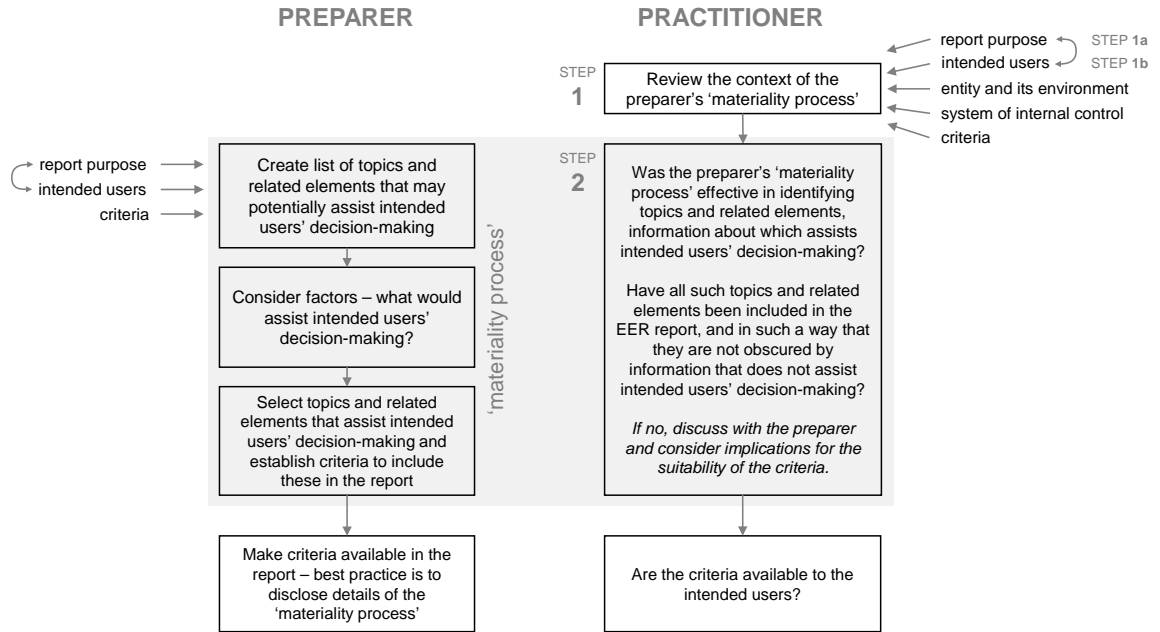 PREPARER
PRACTITIONER
report purpose
STEP 1a
intended users
STEP 1b
entity and its environment
system of internal control
criteria
STEP
1
Review the context of the
preparer's 'materiality process'
report purpose
intended users
criteria
Create list of topics and
related elements that may
potentially assist intended
users' decision-making
Consider factors – what would
assist intended users'
decision-making?
Select topics and related
elements that assist intended
users' decision-making and
establish criteria to include
these in the report
'materiality process'
Make criteria available in the
report – best practice is to
disclose details of the
'materiality process'
STEP
2
Was the preparer's 'materiality
process' effective in identifying
topics and related elements,
information about which assists
intended users' decision-making?
Have all such topics and related
elements been included in the
EER report, and in such a way that
they are not obscured by
information that does not assist
intended users' decision-making?
If no, discuss with the preparer
and consider implications for the
suitability of the criteria.
Are the criteria available to the
intended users?